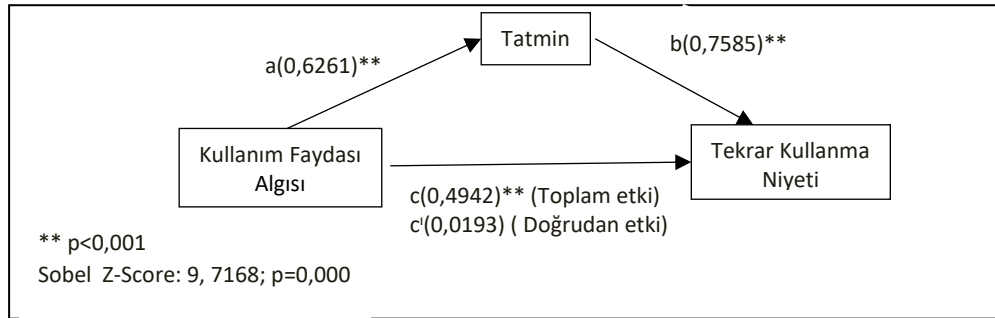 Tatmin
a(0,6261)**
b(0,7585)**
Kullanım Faydası
Algısı
Tekrar Kullanma
Niyeti
c(0,4942)** (Toplam etki)
c'(0,0193) ( Doğrudan etki)
** p<0,001
Sobel  Z-Score: 9, 7168; p=0,000